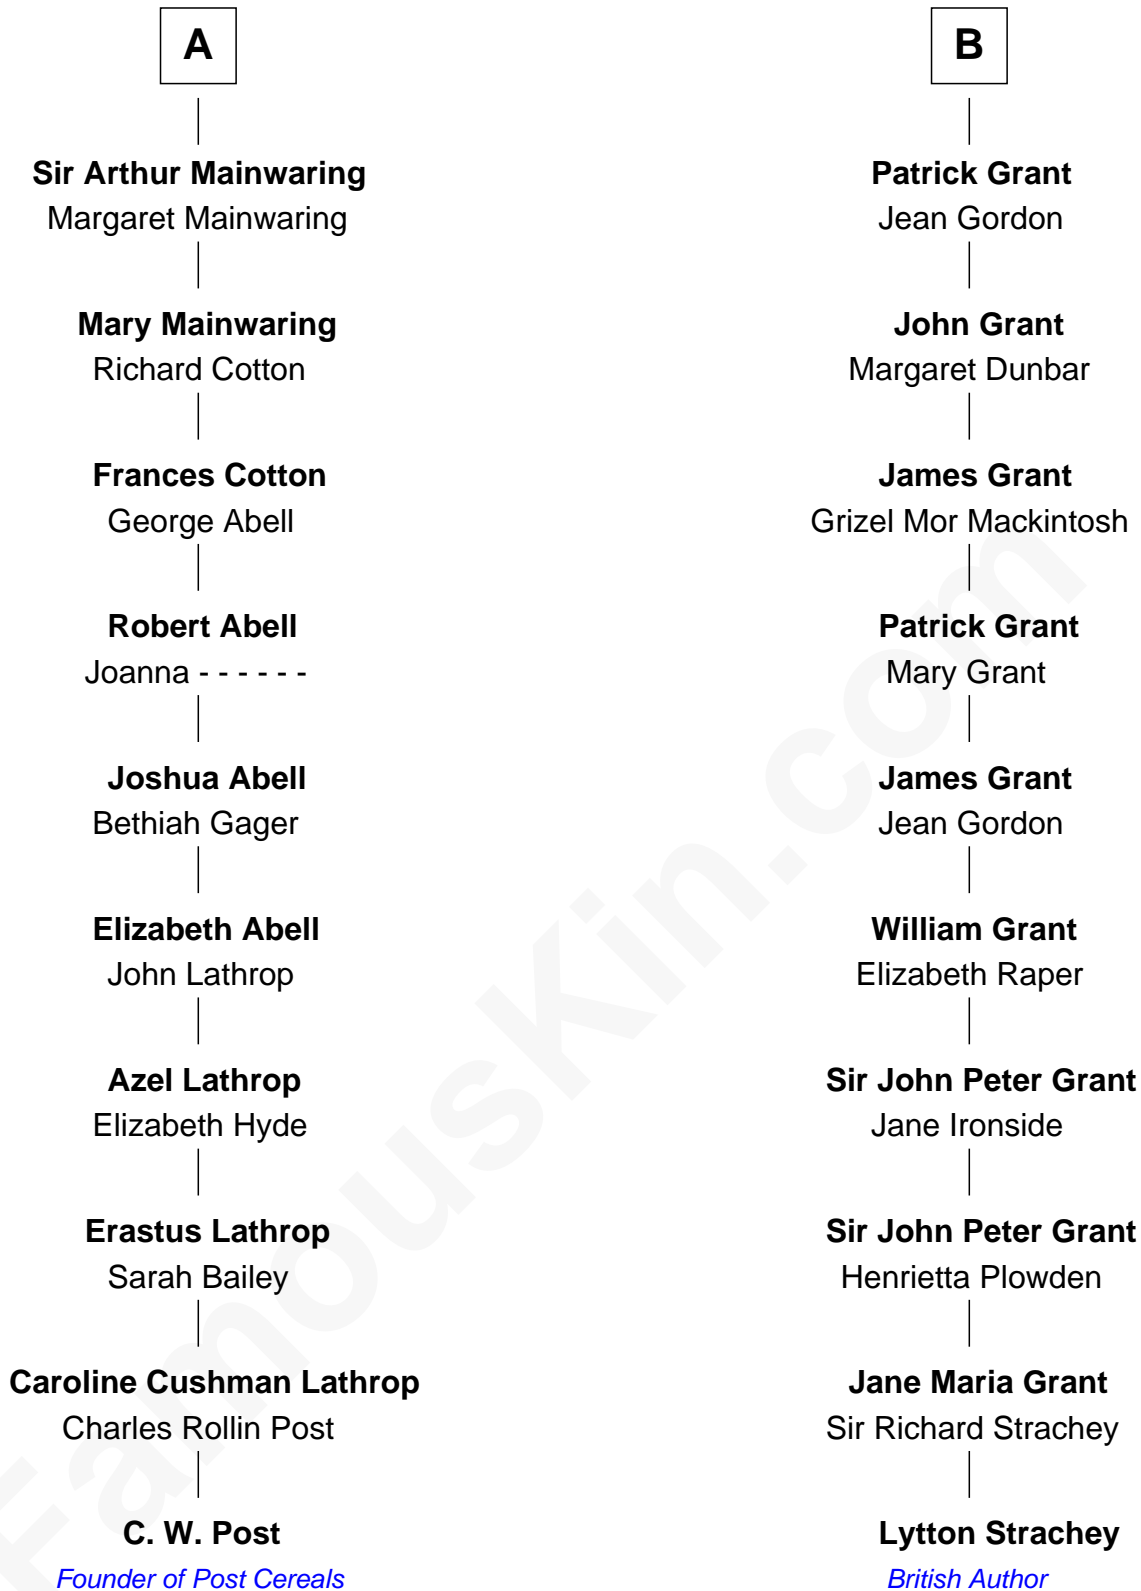 A
Sir Arthur Mainwaring
Margaret Mainwaring
Mary Mainwaring
Richard Cotton
Frances Cotton
George Abell
Robert Abell
Joanna - - - - - -
Joshua Abell
Bethiah Gager
Elizabeth Abell
John Lathrop
Azel Lathrop
Elizabeth Hyde
Erastus Lathrop
Sarah Bailey
Caroline Cushman Lathrop
Charles Rollin Post
C. W. Post
Founder of Post Cereals
B
Patrick Grant
Jean Gordon
John Grant
Margaret Dunbar
James Grant
Grizel Mor Mackintosh
Patrick Grant
Mary Grant
James Grant
Jean Gordon
William Grant
Elizabeth Raper
Sir John Peter Grant
Jane Ironside
Sir John Peter Grant
Henrietta Plowden
Jane Maria Grant
Sir Richard Strachey
Lytton Strachey
British Author
FamousKin.com